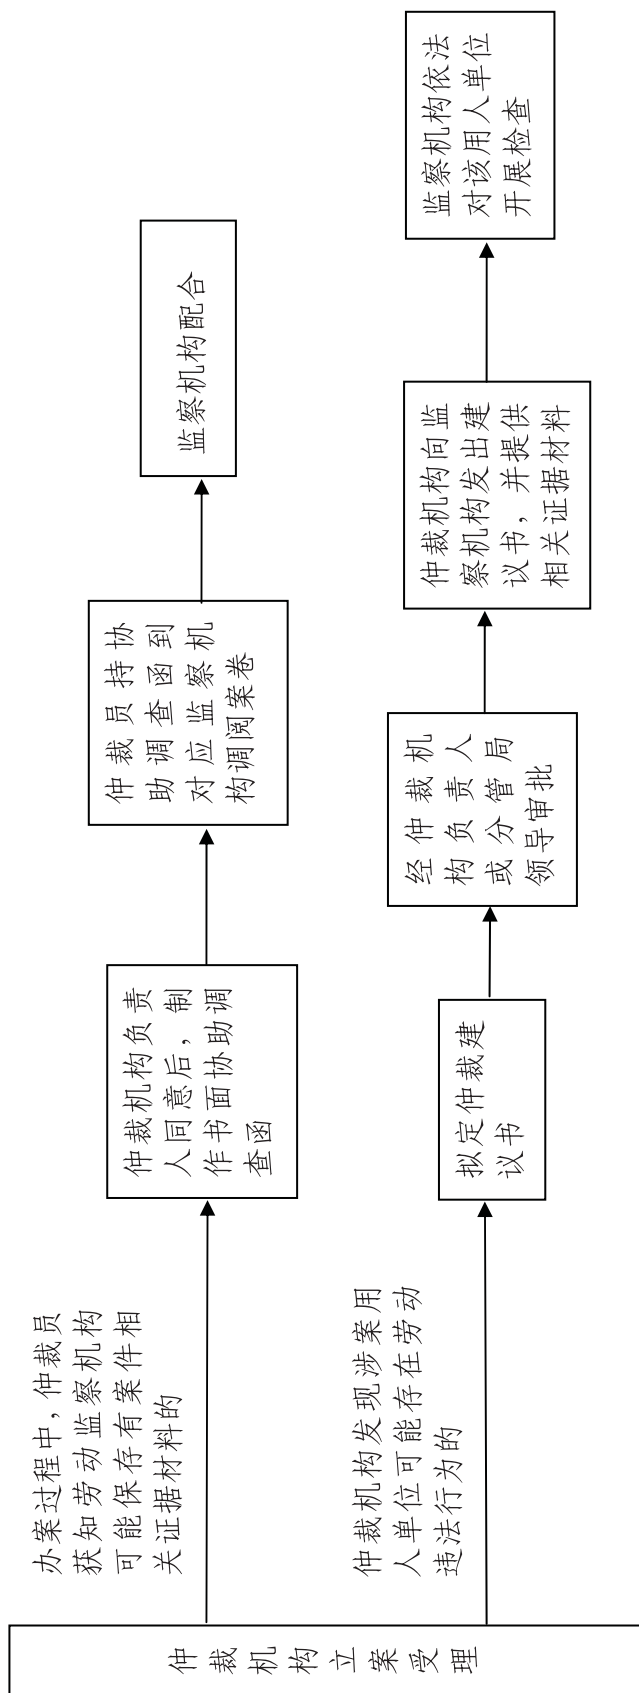 仲裁机构立案受理
办案过程中，仲裁员
获知劳动监察机构
可能保存有案件相
关证据材料的
仲裁机构负责
人同意后，制
作书面协助调
查函
仲裁员持协
助调查函到
对应监察机
构调阅案卷
监察机构配合
仲裁机构发现涉案用
人单位可能存在劳动
违法行为的
拟定仲裁建
议书
经仲裁机
构负责人
或分管局
领导审批
仲裁机构向监
察机构发出建
议书，并提供
相关证据材料
监察机构依法
对该用人单位
开展检查